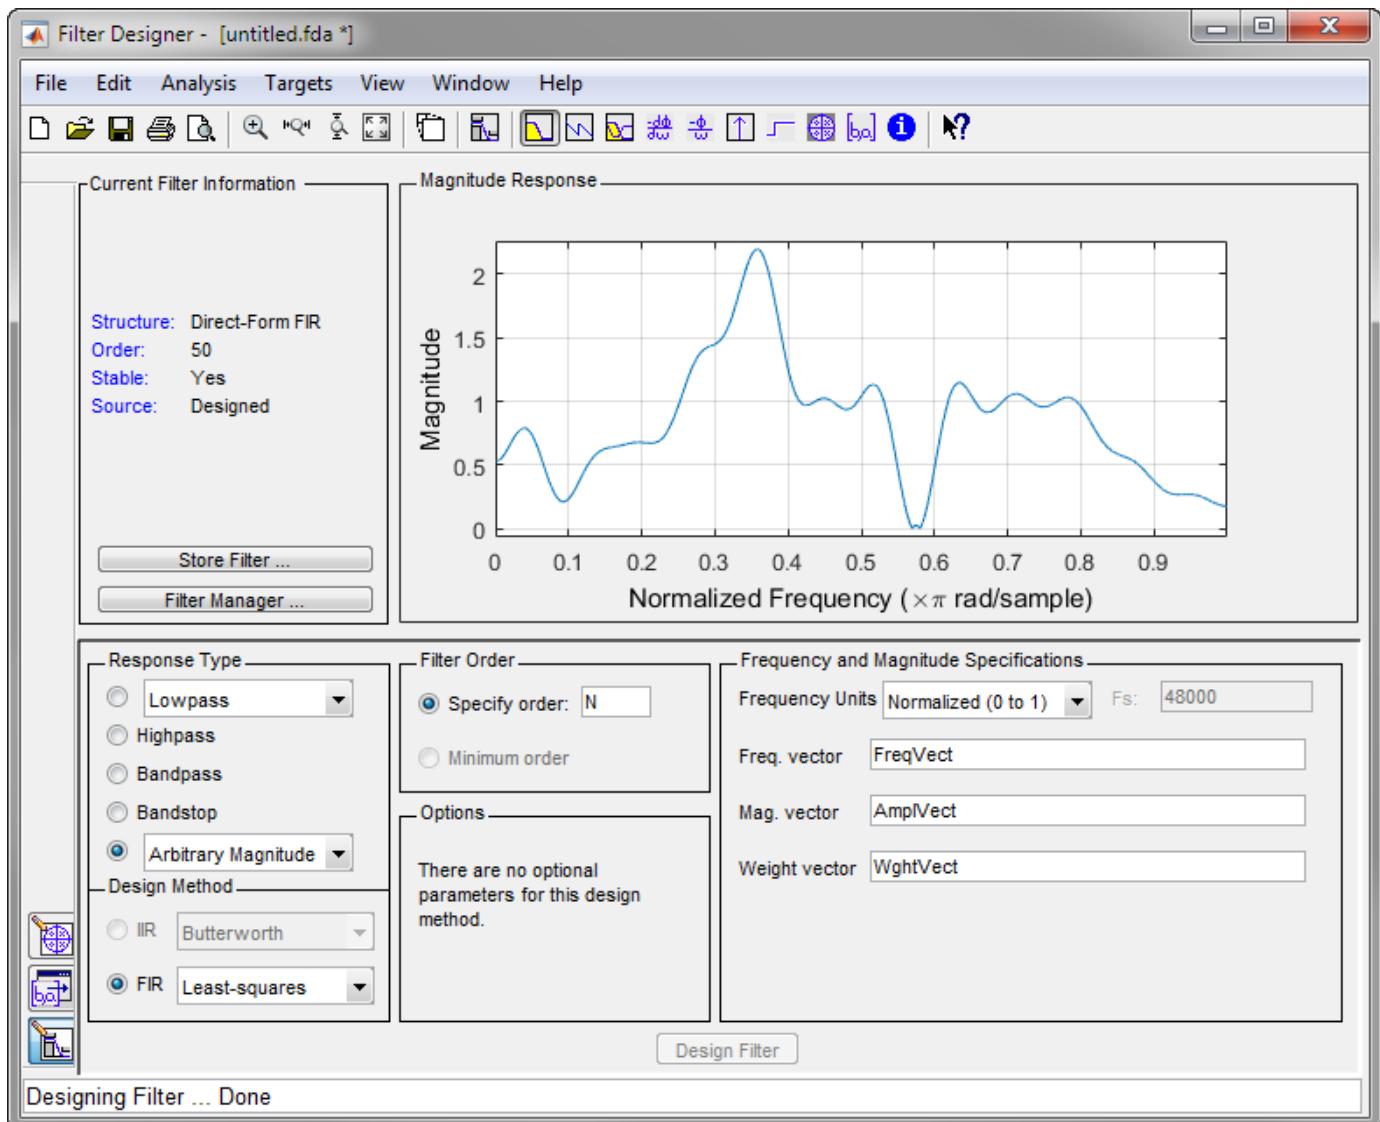 Filter Designer - [untitled.fda *]
File Edit Analysis Targets View Window Help
Current Filter Information
Structure: Direct-Form FIR
Order: 50
Stable: Yes
Source: Designed
Store Filter ...
Filter Manager ...
Magnitude Response
Magnitude
2
1.5
1
0.5
0
0 0.1 0.2 0.3 0.4 0.5 0.6 0.7 0.8 0.9
Normalized Frequency (×π rad/sample)
Response Type
Lowpass
Highpass
Bandpass
Bandstop
Arbitrary Magnitude
Design Method
IIR Butterworth
FIR Least-squares
Filter Order
Specify order: N
Minimum order
Options
There are no optional
parameters for this design
method.
Frequency and Magnitude Specifications
Frequency Units Normalized (0 to 1) Fs: 48000
Freq. vector FreqVect
Mag. vector AmplVect
Weight vector WghtVect
Design Filter
Designing Filter ... Done